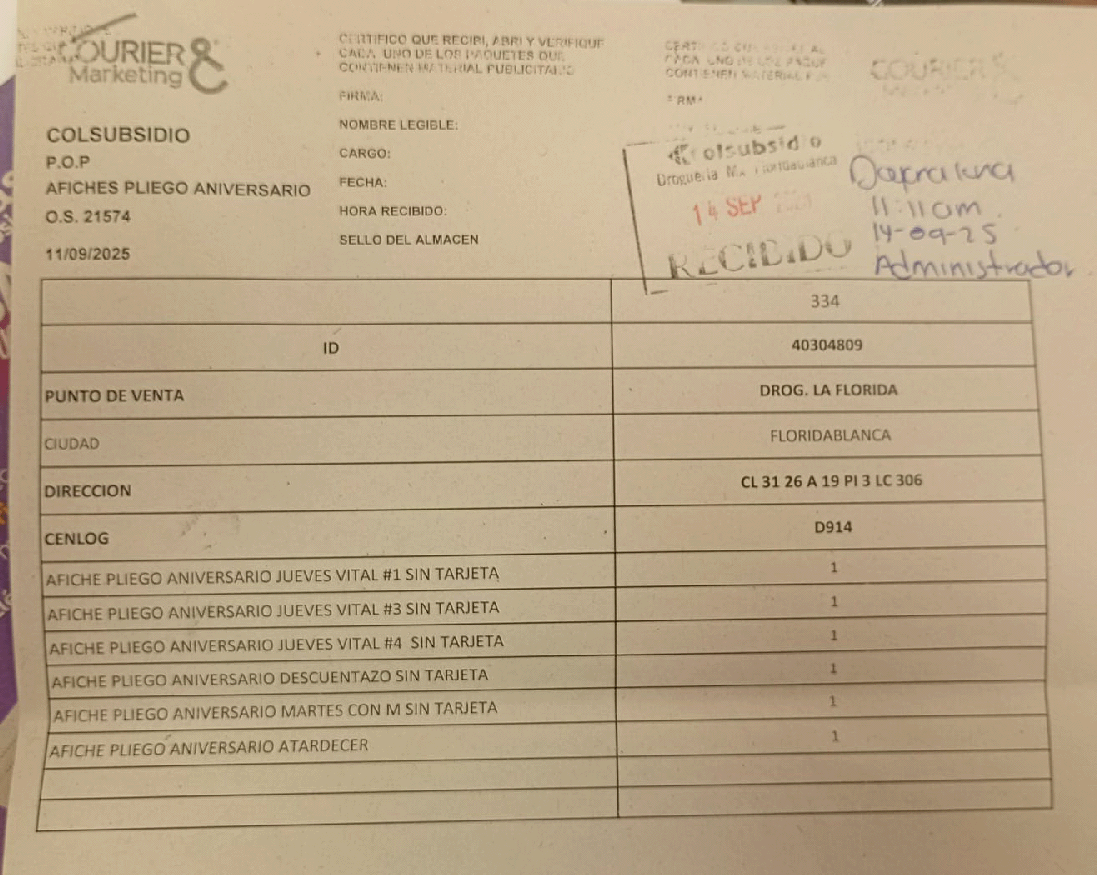 COURIER &
Marketing
COLSUBSIDIO
P.O.P
AFICHES PLIEGO ANIVERSARIO
O.S. 21574
11/09/2025
CERTIFICO QUE RECIBI, ABRI Y VERIFIQUE
CADA UNO DE LOS PAQUETES QUE
CONTIENEN MATERIAL PUBLICITARIO
FIRMA:
NOMBRE LEGIBLE:
CARGO:
FECHA:
HORA RECIBIDO:
SELLO DEL ALMACEN
COURIER &
Colsubsidio
Drogueria
14 SEP
RECIBIDO
11:11am
14-09-25
Administrador
334
ID 40304809
PUNTO DE VENTA DROG. LA FLORIDA
CIUDAD FLORIDABLANCA
DIRECCION CL 31 26 A 19 PI 3 LC 306
CENLOG D914
AFICHE PLIEGO ANIVERSARIO JUEVES VITAL #1 SIN TARJETA 1
AFICHE PLIEGO ANIVERSARIO JUEVES VITAL #3 SIN TARJETA 1
AFICHE PLIEGO ANIVERSARIO JUEVES VITAL #4 SIN TARJETA 1
AFICHE PLIEGO ANIVERSARIO DESCUENTAZO SIN TARJETA 1
AFICHE PLIEGO ANIVERSARIO MARTES CON M SIN TARJETA 1
AFICHE PLIEGO ANIVERSARIO ATARDECER 1